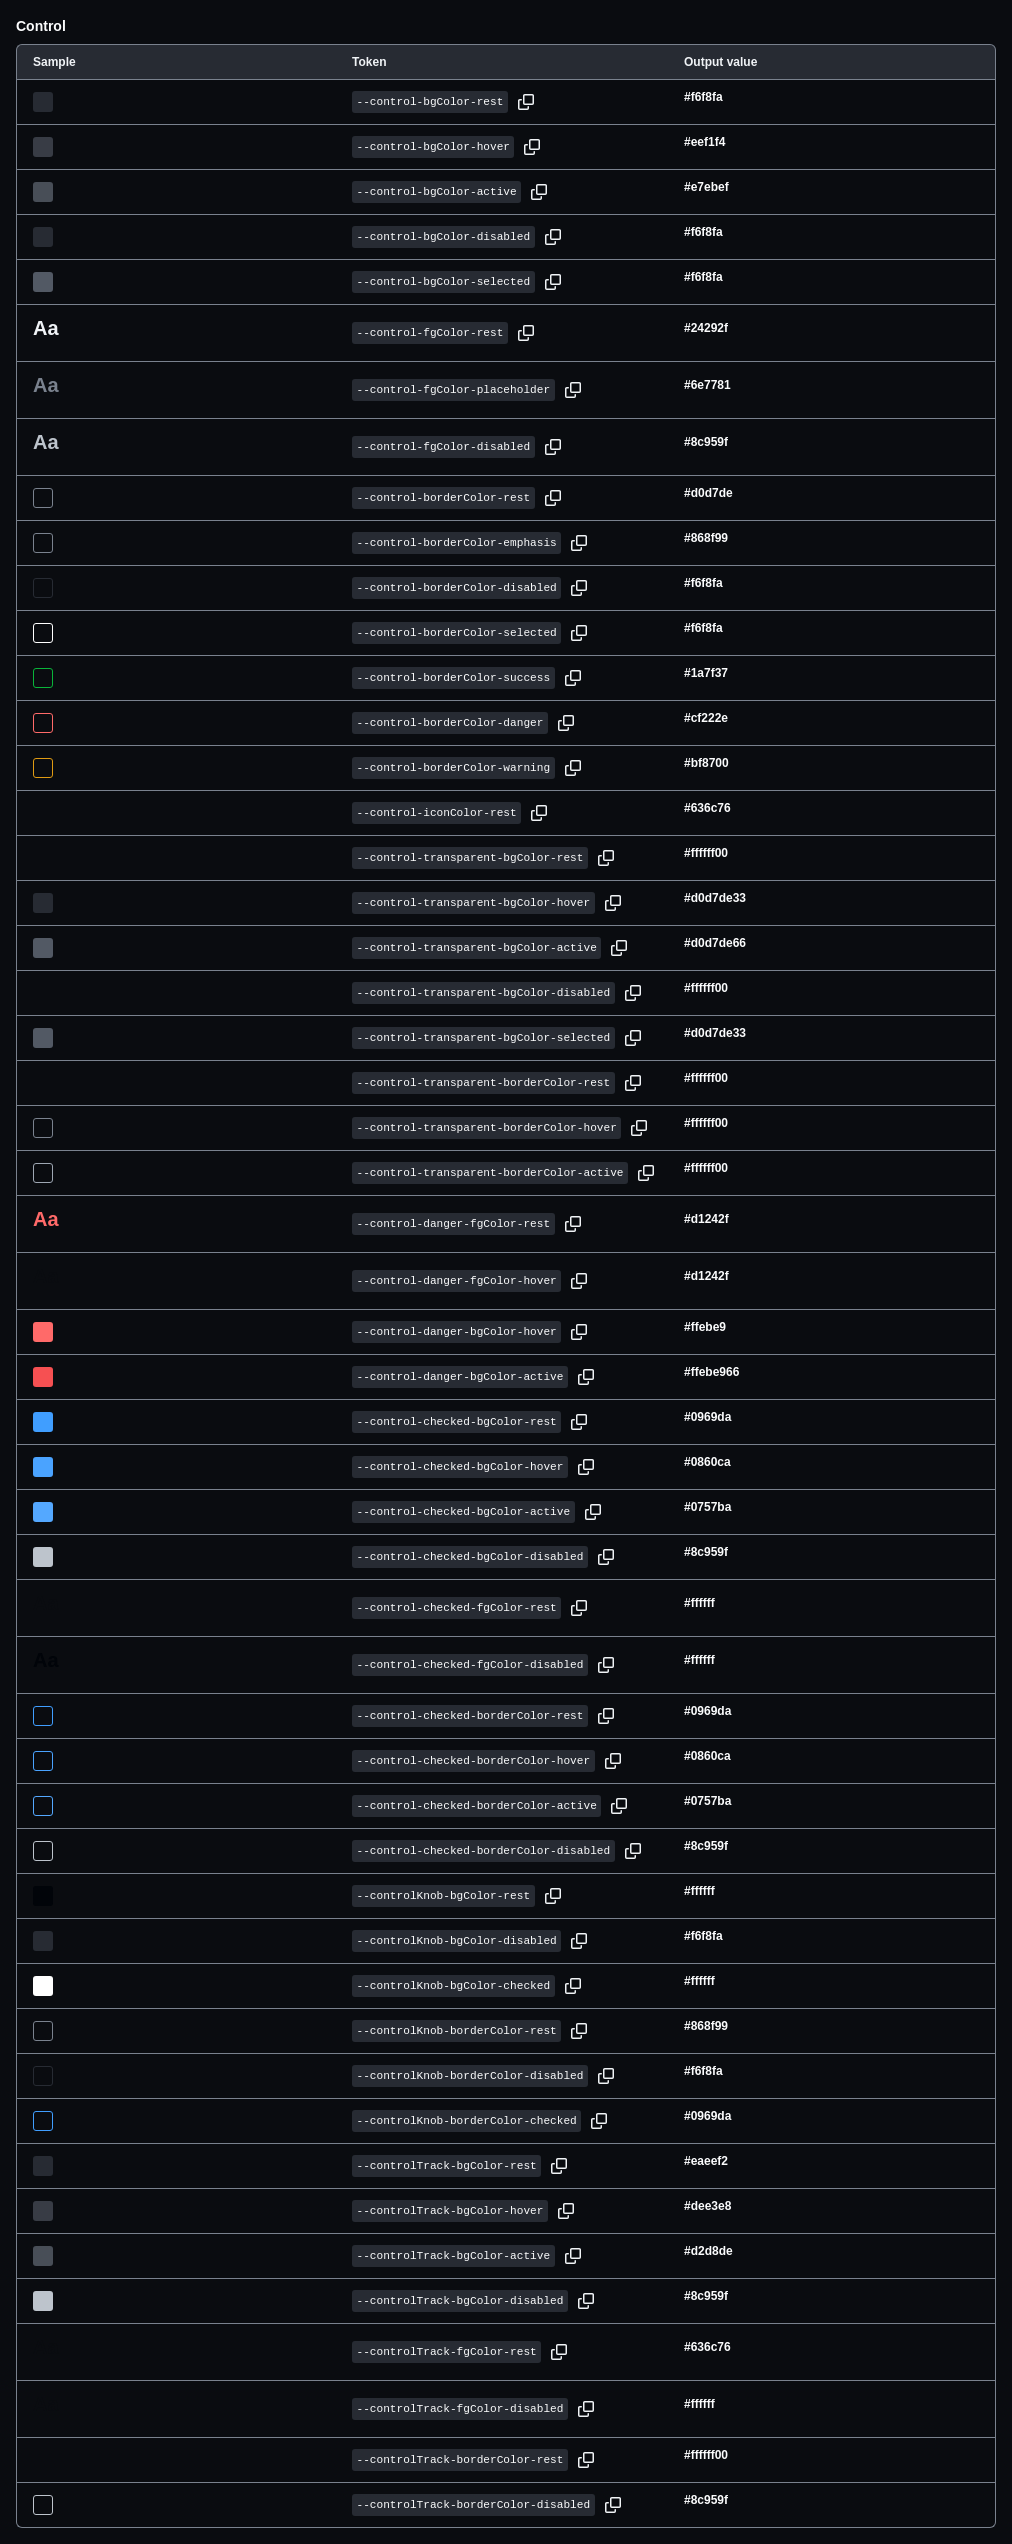 Control
Sample Token Output value
--control-bgColor-rest #f6f8fa
--control-bgColor-hover #eef1f4
--control-bgColor-active #e7ebef
--control-bgColor-disabled #f6f8fa
--control-bgColor-selected #f6f8fa
Aa --control-fgColor-rest #24292f
Aa --control-fgColor-placeholder #6e7781
Aa --control-fgColor-disabled #8c959f
--control-borderColor-rest #d0d7de
--control-borderColor-emphasis #868f99
--control-borderColor-disabled #f6f8fa
--control-borderColor-selected #f6f8fa
--control-borderColor-success #1a7f37
--control-borderColor-danger #cf222e
--control-borderColor-warning #bf8700
--control-iconColor-rest #636c76
--control-transparent-bgColor-rest #ffffff00
--control-transparent-bgColor-hover #d0d7de33
--control-transparent-bgColor-active #d0d7de66
--control-transparent-bgColor-disabled #ffffff00
--control-transparent-bgColor-selected #d0d7de33
--control-transparent-borderColor-rest #ffffff00
--control-transparent-borderColor-hover #ffffff00
--control-transparent-borderColor-active #ffffff00
Aa --control-danger-fgColor-rest #d1242f
--control-danger-fgColor-hover #d1242f
--control-danger-bgColor-hover #ffebe9
--control-danger-bgColor-active #ffebe966
--control-checked-bgColor-rest #0969da
--control-checked-bgColor-hover #0860ca
--control-checked-bgColor-active #0757ba
--control-checked-bgColor-disabled #8c959f
--control-checked-fgColor-rest #ffffff
Aa --control-checked-fgColor-disabled #ffffff
--control-checked-borderColor-rest #0969da
--control-checked-borderColor-hover #0860ca
--control-checked-borderColor-active #0757ba
--control-checked-borderColor-disabled #8c959f
--controlKnob-bgColor-rest #ffffff
--controlKnob-bgColor-disabled #f6f8fa
--controlKnob-bgColor-checked #ffffff
--controlKnob-borderColor-rest #868f99
--controlKnob-borderColor-disabled #f6f8fa
--controlKnob-borderColor-checked #0969da
--controlTrack-bgColor-rest #eaeef2
--controlTrack-bgColor-hover #dee3e8
--controlTrack-bgColor-active #d2d8de
--controlTrack-bgColor-disabled #8c959f
--controlTrack-fgColor-rest #636c76
--controlTrack-fgColor-disabled #ffffff
--controlTrack-borderColor-rest #ffffff00
--controlTrack-borderColor-disabled #8c959f